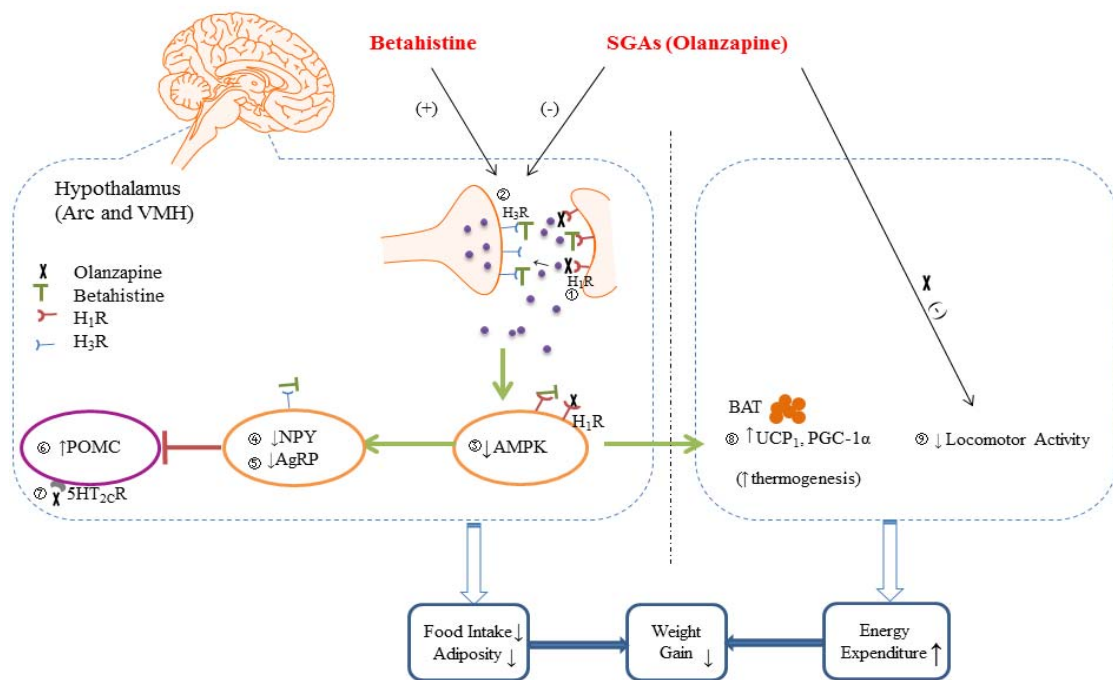 Betahistine
SGAs (Olanzapine)
(+)
(-)
Hypothalamus
(Arc and VMH)
②
H₃R
H₁R
①
Olanzapine
Betahistine
H₁R
H₃R
(-)
H₁R
BAT
⑥ ↑POMC
④ ↓NPY
⑤ ↓AgRP
③ ↓AMPK
⑧ ↑UCP₁, PGC-1α
⑨ ↓ Locomotor Activity
(↑thermogenesis)
⑦ 5HT₂CR
Food Intake ↓
Adiposity ↓
Weight
Gain ↓
Energy
Expenditure ↑